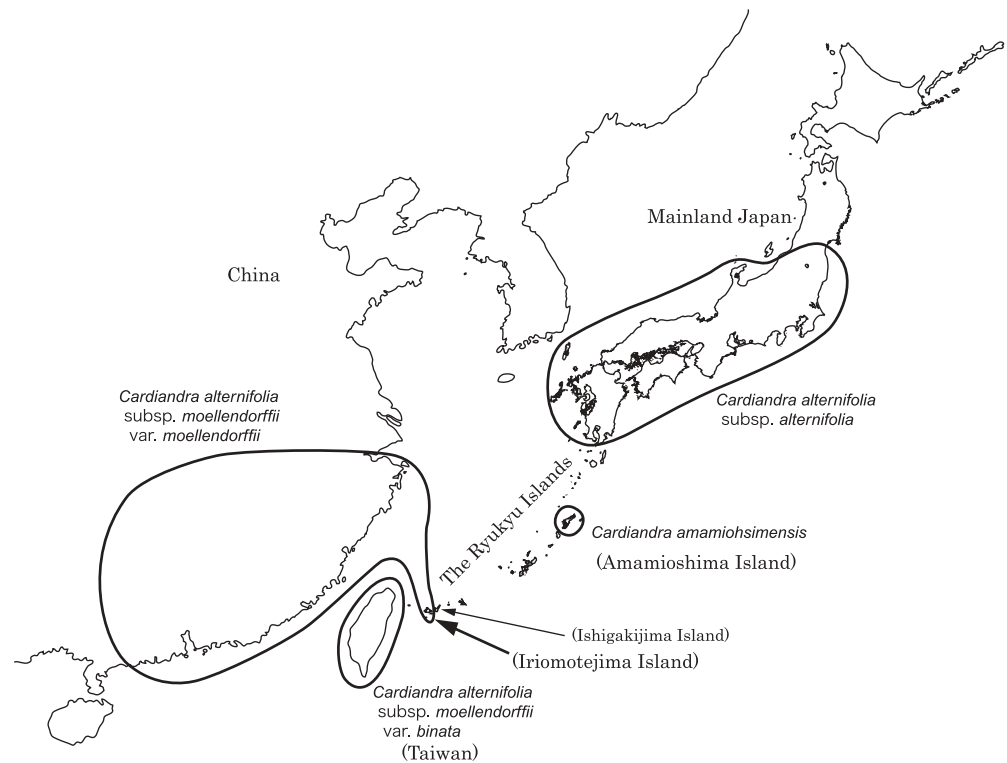 Mainland Japan
China
Cardiandra alternifolia
subsp. moellendorffii
var. moellendorffii
Cardiandra alternifolia
subsp. alternifolia
The Ryukyu Islands
Cardiandra amamiohsimensis
(Amamioshima Island)
(Ishigakijima Island)
(Iriomotejima Island)
Cardiandra alternifolia
subsp. moellendorffii
var. binata
(Taiwan)